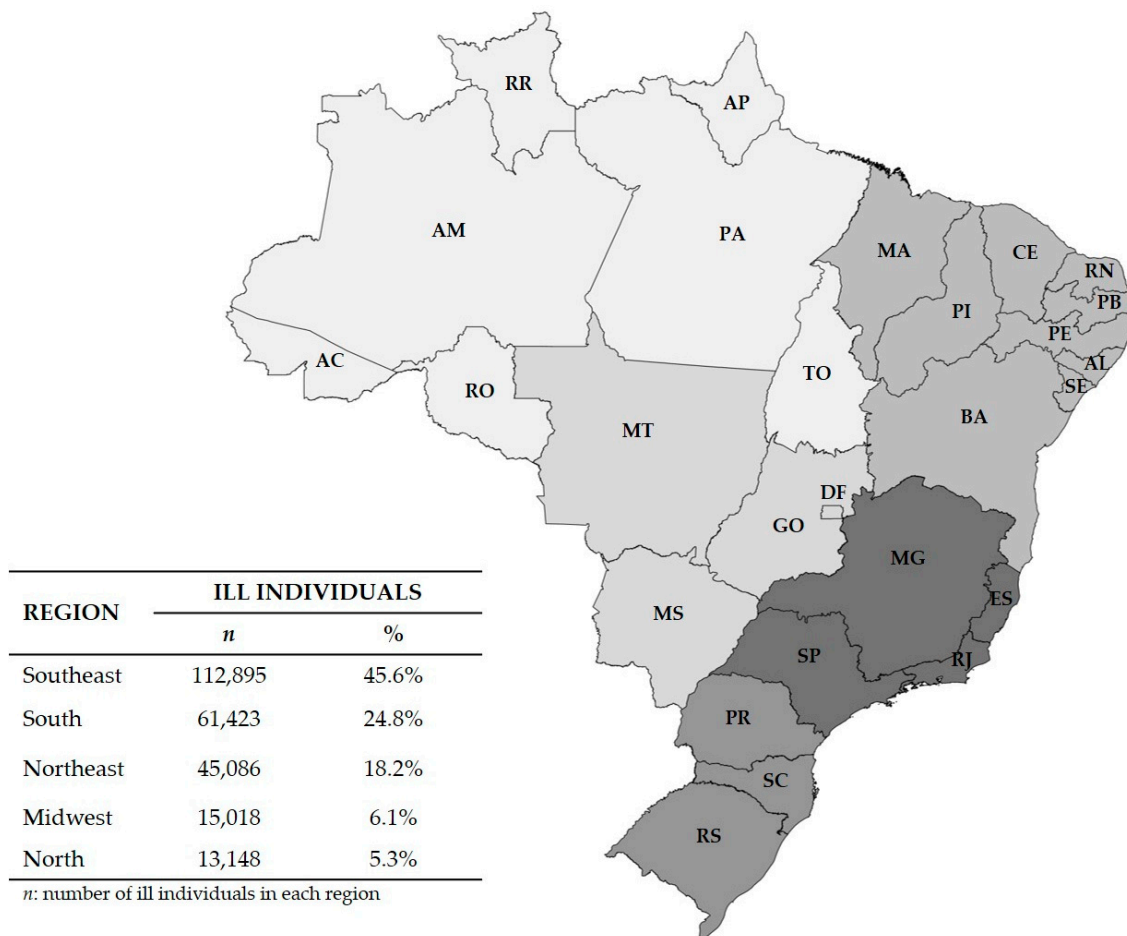 RR
AP
AM
PA
MA
CE
RN
PI
PB
PE
AC
TO
AL
RO
SE
BA
MT
DF
GO
MG
ES
MS
SP
RJ
PR
SC
RS
REGION ILL INDIVIDUALS
n %
Southeast 112,895 45.6%
South 61,423 24.8%
Northeast 45,086 18.2%
Midwest 15,018 6.1%
North 13,148 5.3%
n: number of ill individuals in each region